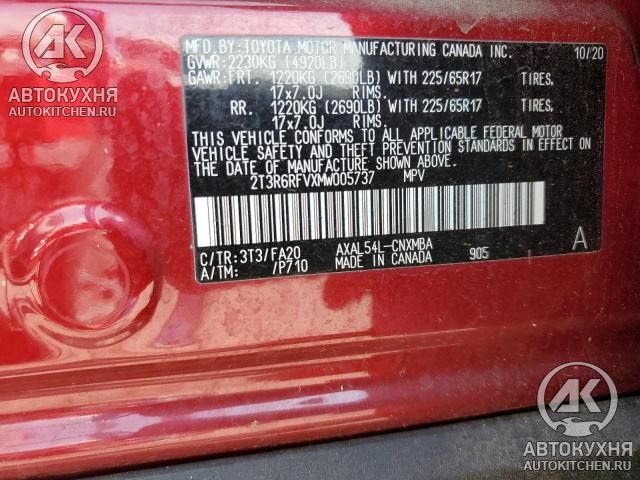 MFD.BY:TOYOTA MOTOR MANUFACTURING CANADA INC. 10/20
GVWR:2230KG (4920LB)
GAWR:FRT. 1220KG (2690LB) WITH 225/65R17 TIRES.
17x7.0J RIMS.
RR. 1220KG (2690LB) WITH 225/65R17 TIRES.
17x7.0J RIMS.
THIS VEHICLE CONFORMS TO ALL APPLICABLE FEDERAL MOTOR
VEHICLE SAFETY AND THEFT PREVENTION STANDARDS IN EFFECT ON
THE DATE OF MANUFACTURE SHOWN ABOVE.
2T3R6RFVXMW005737 MPV
C/TR:3T3/FA20 AXAL54L-CNXMBA A
A/TM: /P710 MADE IN CANADA 905
АК
АВТОКУХНЯ
AUTOKITCHEN.RU
АК
АВТОКУХНЯ
AUTOKITCHEN.RU